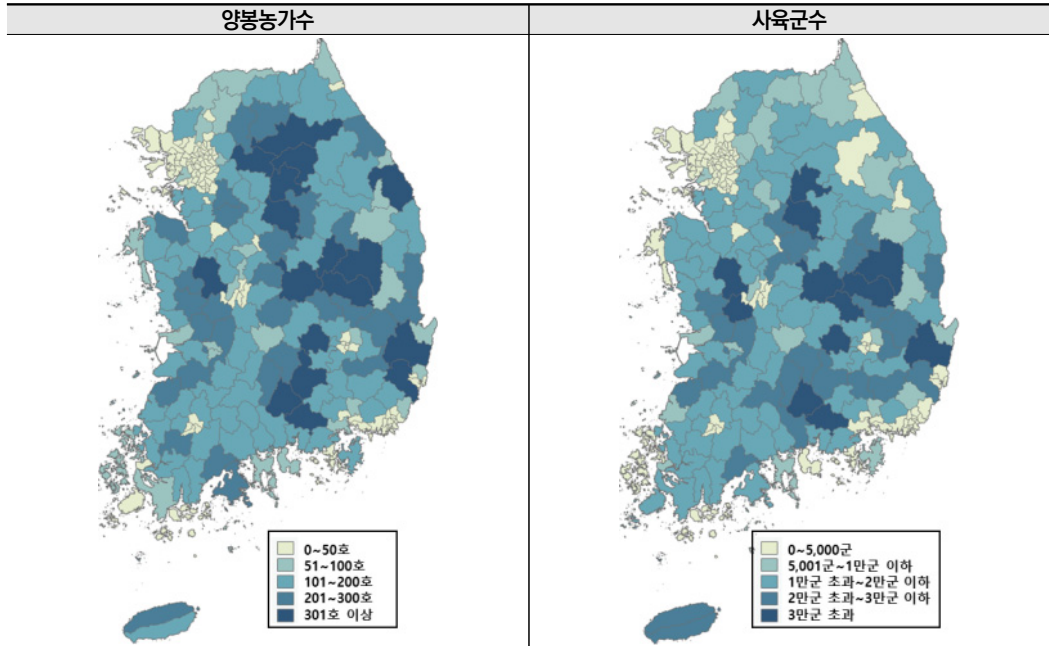 양봉농가수
사육군수
0~50호
51~100호
101~200호
201~300호
301호 이상
0~5,000군
5,001군~1만군 이하
1만군 초과~2만군 이하
2만군 초과~3만군 이하
3만군 초과